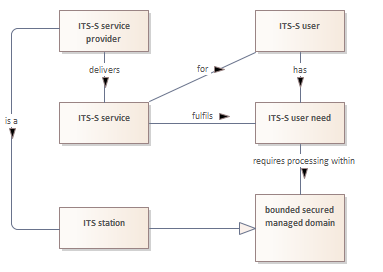 ITS-S service
provider
ITS-S user
delivers
for
has
is a
ITS-S service
fulfils
ITS-S user need
requires processing within
ITS station
bounded secured
managed domain